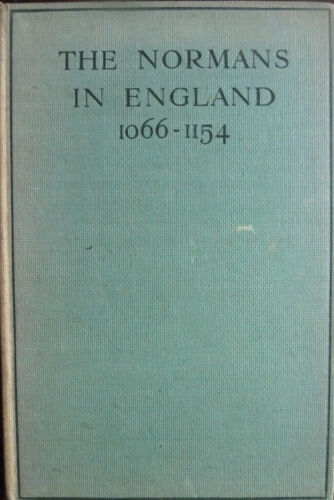 THE NORMANS
IN ENGLAND
1066-1154